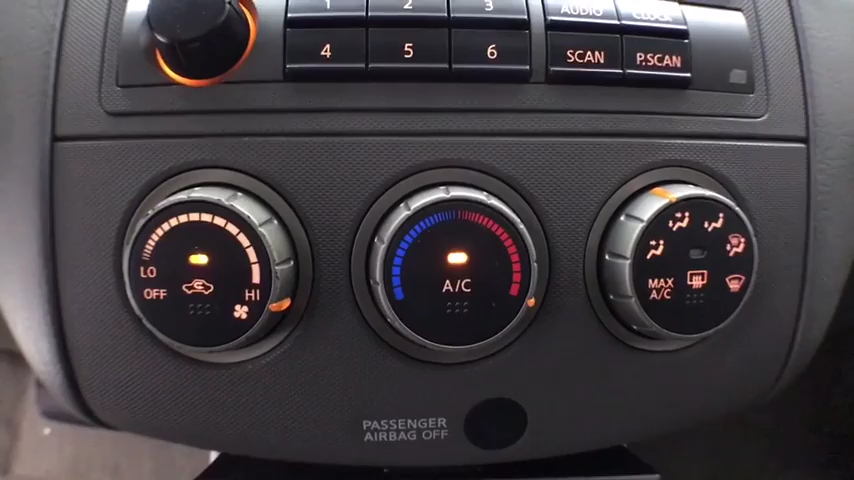 1 2 3
AUDIO CLOCK
4 5 6 SCAN P.SCAN
LO
OFF HI
A/C
MAX
A/C
PASSENGER
AIRBAG OFF